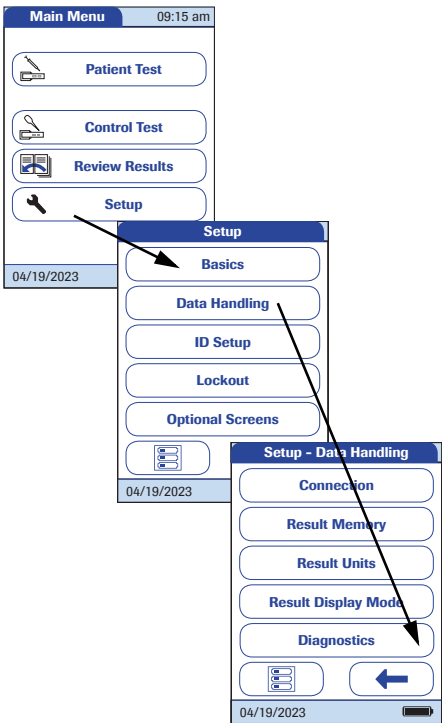 Main Menu 09:15 am
Patient Test
Control Test
Review Results
Setup
04/19/2023
Setup
Basics
Data Handling
ID Setup
Lockout
Optional Screens
04/19/2023
Setup - Data Handling
Connection
Result Memory
Result Units
Result Display Mode
Diagnostics
04/19/2023